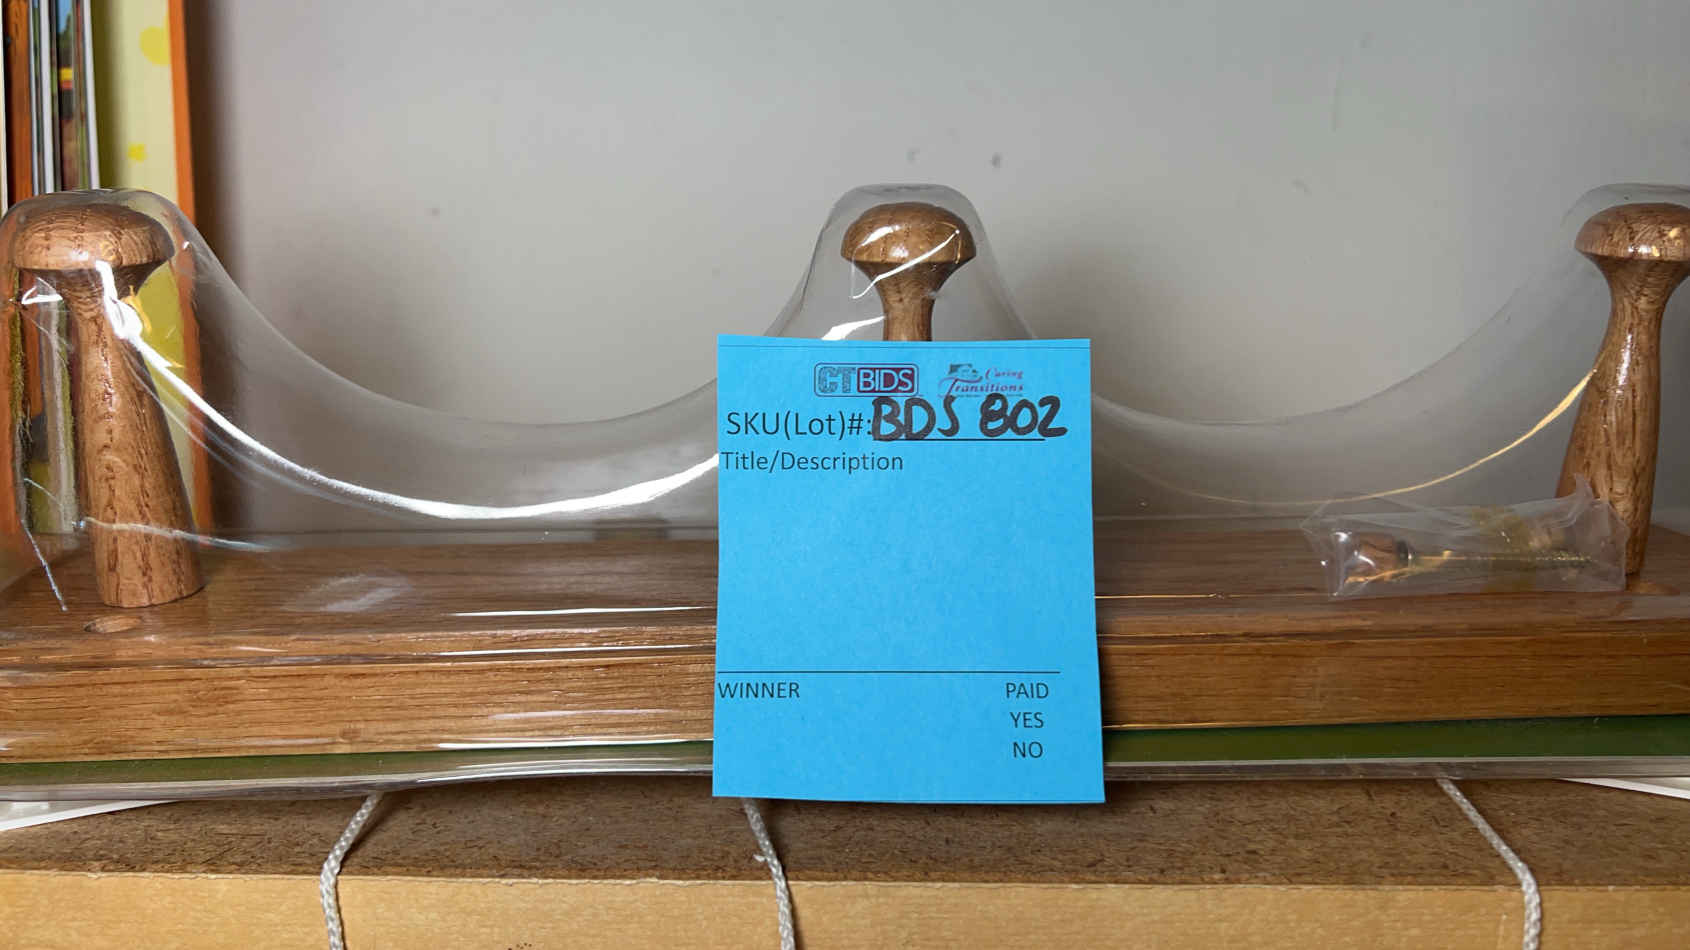 CTBIDS Caring Transitions
SKU(Lot)#: BDS 802
Title/Description
WINNER PAID
YES
NO